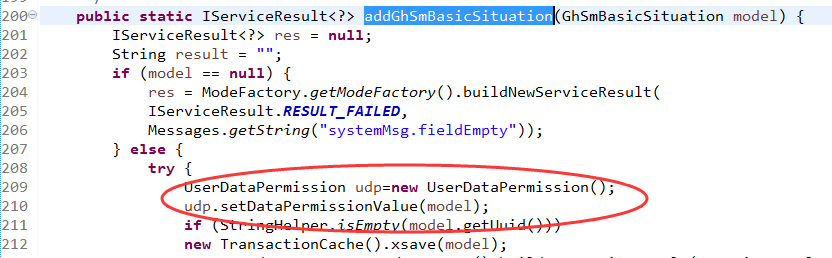 200 public static IServiceResult<?> addGhSmBasicSituation(GhSmBasicSituation model) {
201 IServiceResult<?> res = null;
202 String result = "";
203 if (model == null) {
204 res = ModeFactory.getModeFactory().buildNewServiceResult(
205 IServiceResult.RESULT_FAILED,
206 Messages.getString("systemMsg.fieldEmpty"));
207 } else {
208 try {
209 UserDataPermission udp=new UserDataPermission();
210 udp.setDataPermissionValue(model);
211 if (StringHelper.isEmpty(model.getUuid()))
212 new TransactionCache().xsave(model);